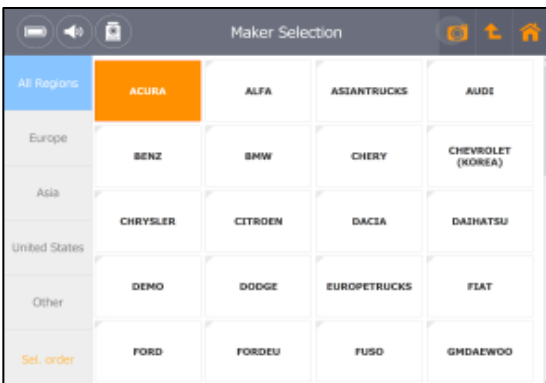 Maker Selection
All Regions
Europe
Asia
United States
Other
Sel. order
ACURA
ALFA
ASIANTRUCKS
AUDI
BENZ
BMW
CHERY
CHEVROLET
(KOREA)
CHRYSLER
CITROEN
DACIA
DAIHATSU
DEMO
DODGE
EUROPETRUCKS
FIAT
FORD
FORDEU
FUSO
GMDAEWOO